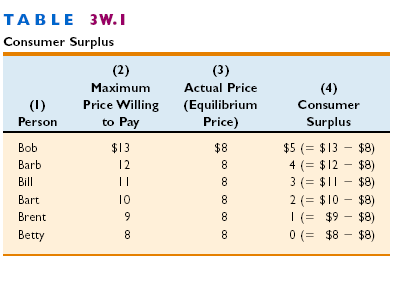 TABLE 3W.1
Consumer Surplus
(2) (3)
Maximum Actual Price (4)
(1) Price Willing (Equilibrium Consumer
Person to Pay Price) Surplus
Bob $13 $8 $5 (= $13 − $8)
Barb 12 8 4 (= $12 − $8)
Bill 11 8 3 (= $11 − $8)
Bart 10 8 2 (= $10 − $8)
Brent 9 8 1 (= $9 − $8)
Betty 8 8 0 (= $8 − $8)